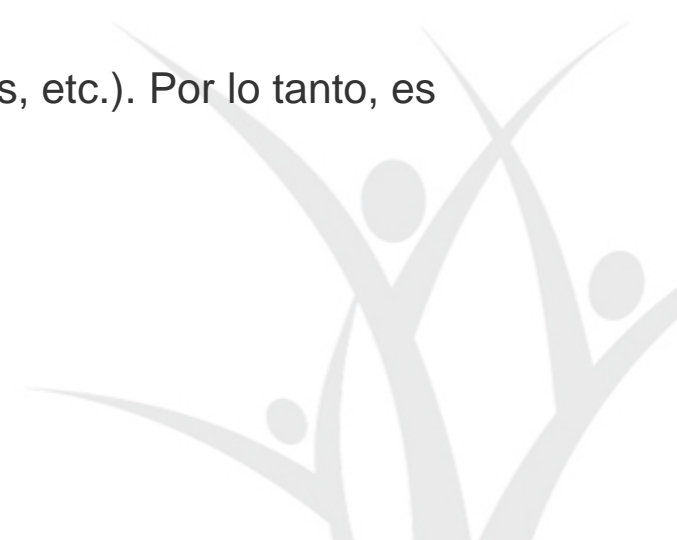 s, etc.). Por lo tanto, es